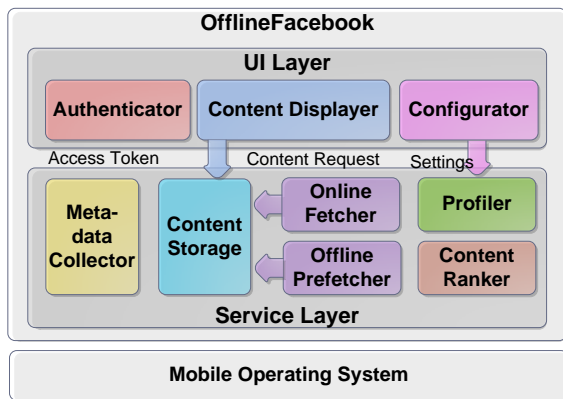 OfflineFacebook
UI Layer
Authenticator
Content Displayer
Configurator
Access Token
Content Request
Settings
Meta-
data
Collector
Content
Storage
Online
Fetcher
Offline
Prefetcher
Profiler
Content
Ranker
Service Layer
Mobile Operating System